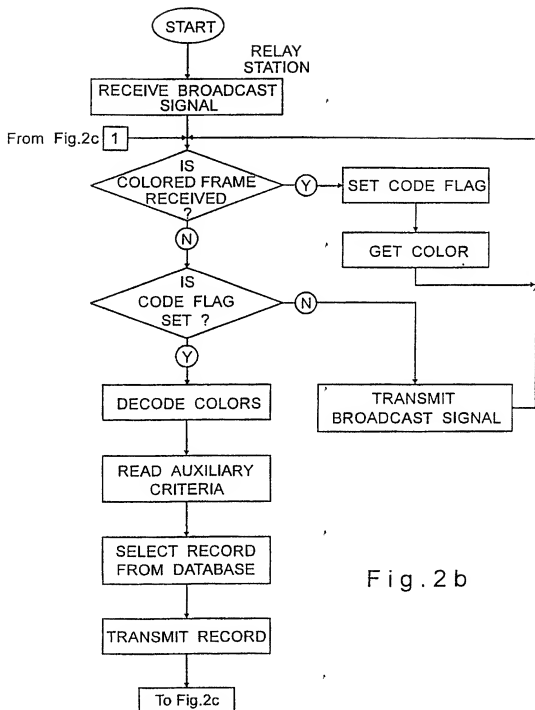 START
RELAY
STATION
RECEIVE BROADCAST
SIGNAL
From Fig.2c 1
IS
COLORED FRAME
RECEIVED
?
Y
SET CODE FLAG
GET COLOR
N
IS
CODE FLAG
SET ?
N
Y
TRANSMIT
BROADCAST SIGNAL
DECODE COLORS
READ AUXILIARY
CRITERIA
SELECT RECORD
FROM DATABASE
Fig.2b
TRANSMIT RECORD
To Fig.2c